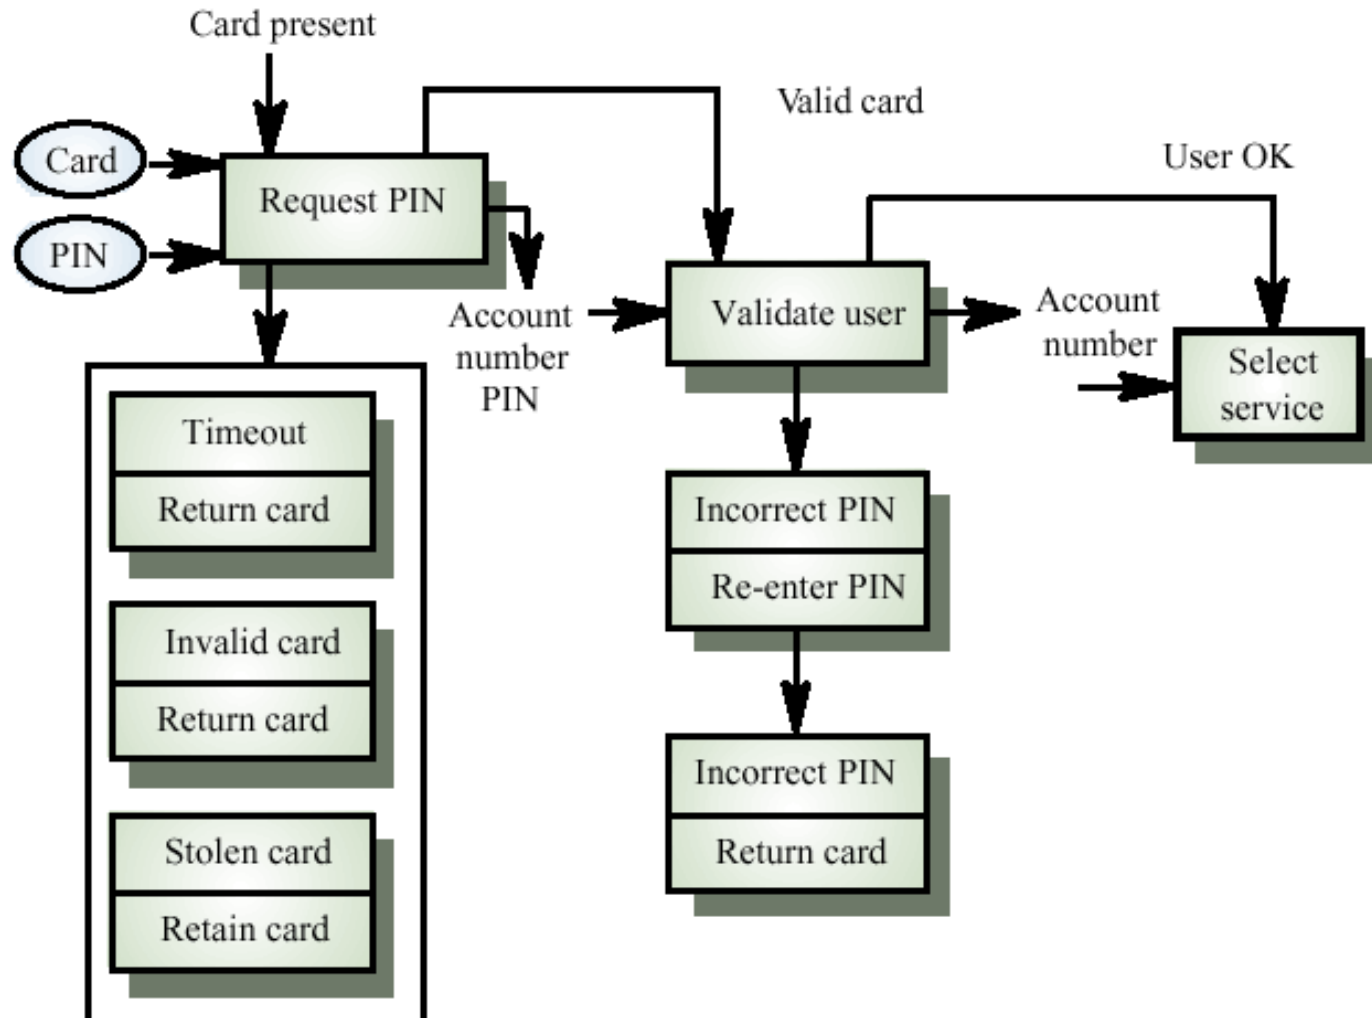 Card present
Valid card
User OK
Card
Request PIN
PIN
Account
number
PIN
Validate user
Account
number
Select
service
Timeout
Return card
Invalid card
Return card
Stolen card
Retain card
Incorrect PIN
Re-enter PIN
Incorrect PIN
Return card